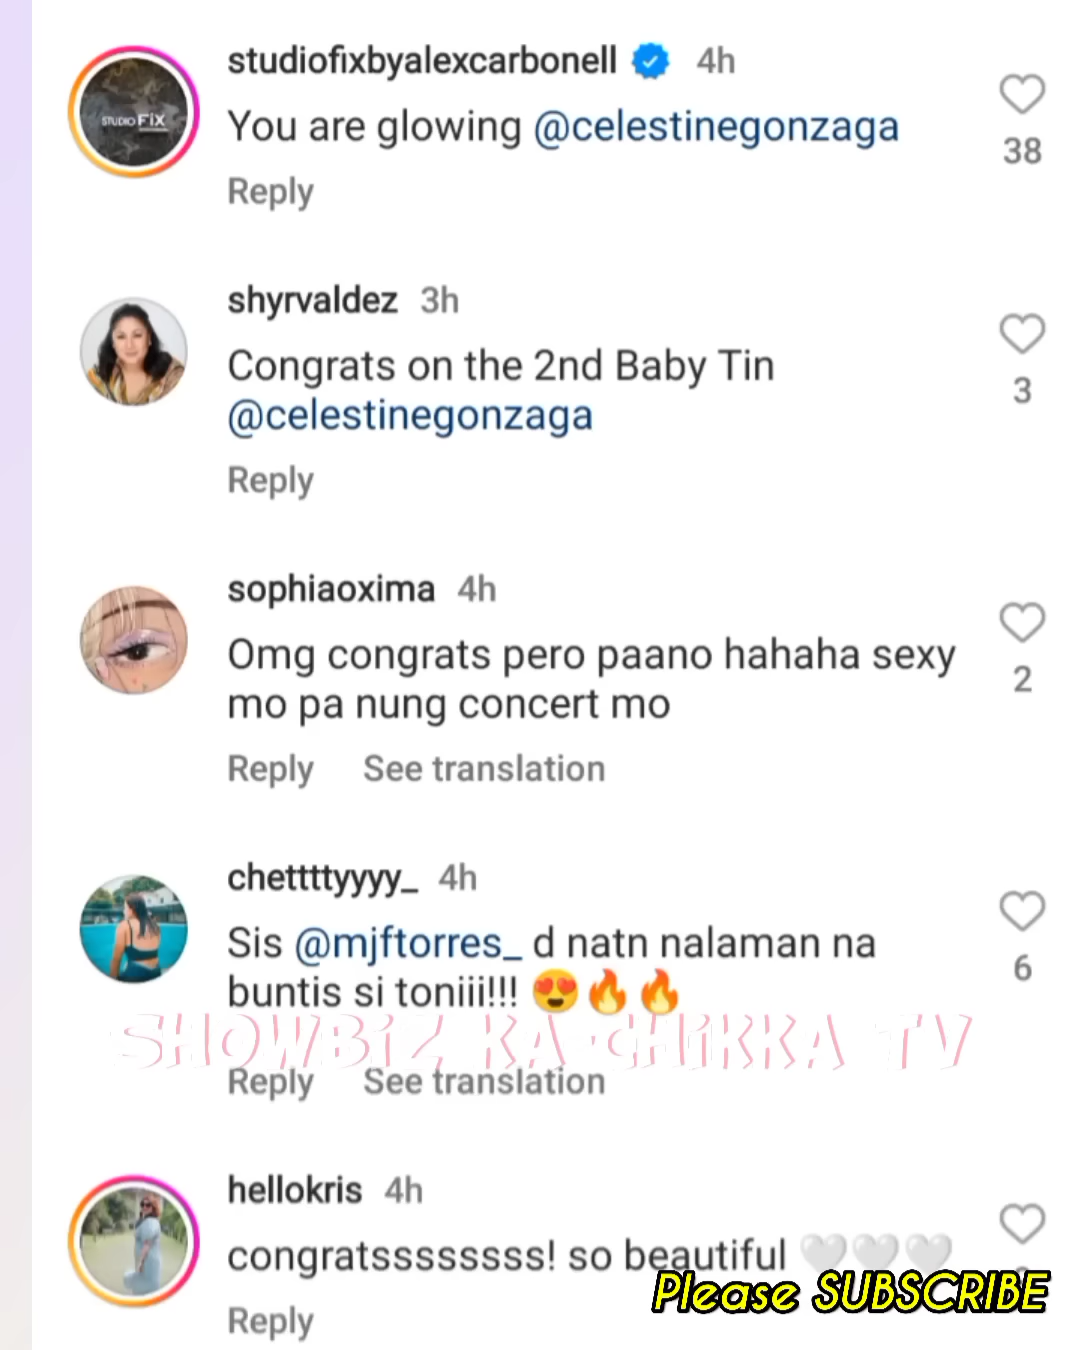 studiofixbyalexcarbonell 4h
STUDIO FIX
You are glowing @celestinegonzaga
38
Reply
shyrvaldez 3h
Congrats on the 2nd Baby Tin
@celestinegonzaga
3
Reply
sophiaoxima 4h
Omg congrats pero paano hahaha sexy
mo pa nung concert mo
2
Reply See translation
chettttyyyy_ 4h
Sis @mjftorres_ d natn nalaman na
buntis si toniii!!! 😍🔥🔥
6
SHOWBIZ KA-CHIKKA TV
Reply See translation
hellokris 4h
congratsssssssss! so beautiful 🤍🤍🤍
Please SUBSCRIBE
Reply